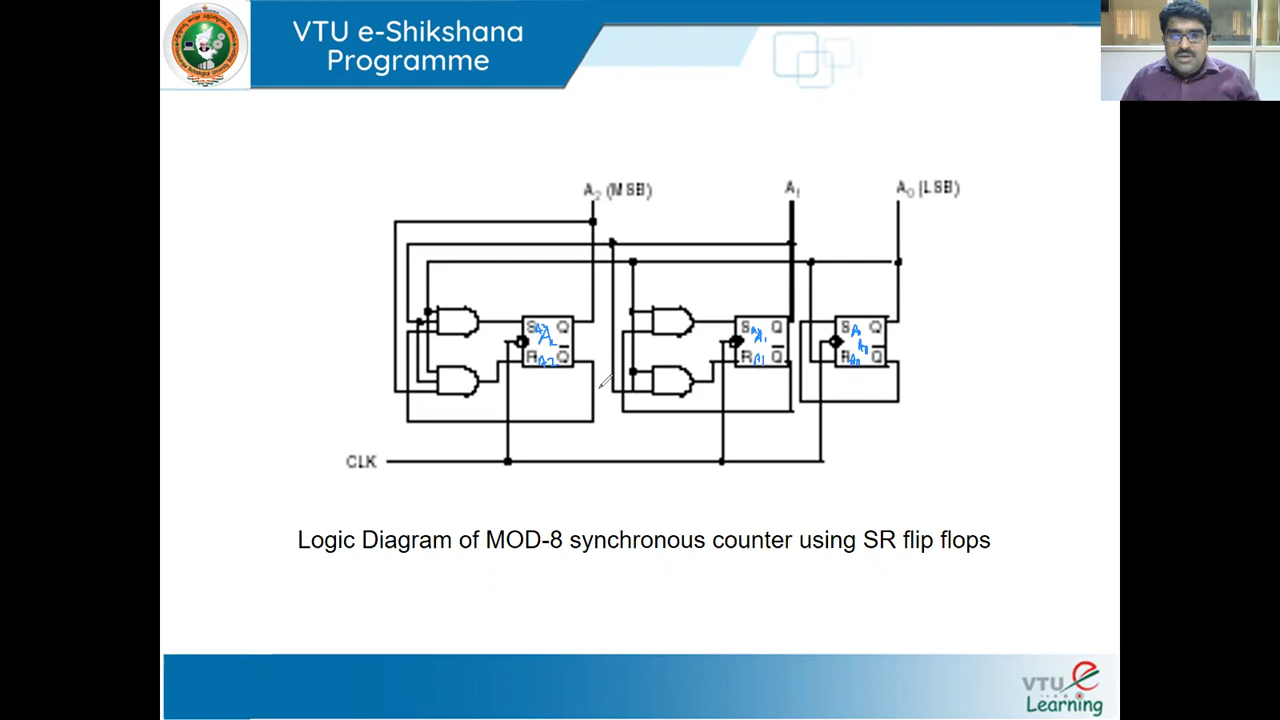 VTU e-Shikshana
Programme
A2 (MSB)
A1
A0 (LSB)
S Q
R Q
S Q
R Q
S Q
R Q
CLK
Logic Diagram of MOD-8 synchronous counter using SR flip flops
VTU e
Learning